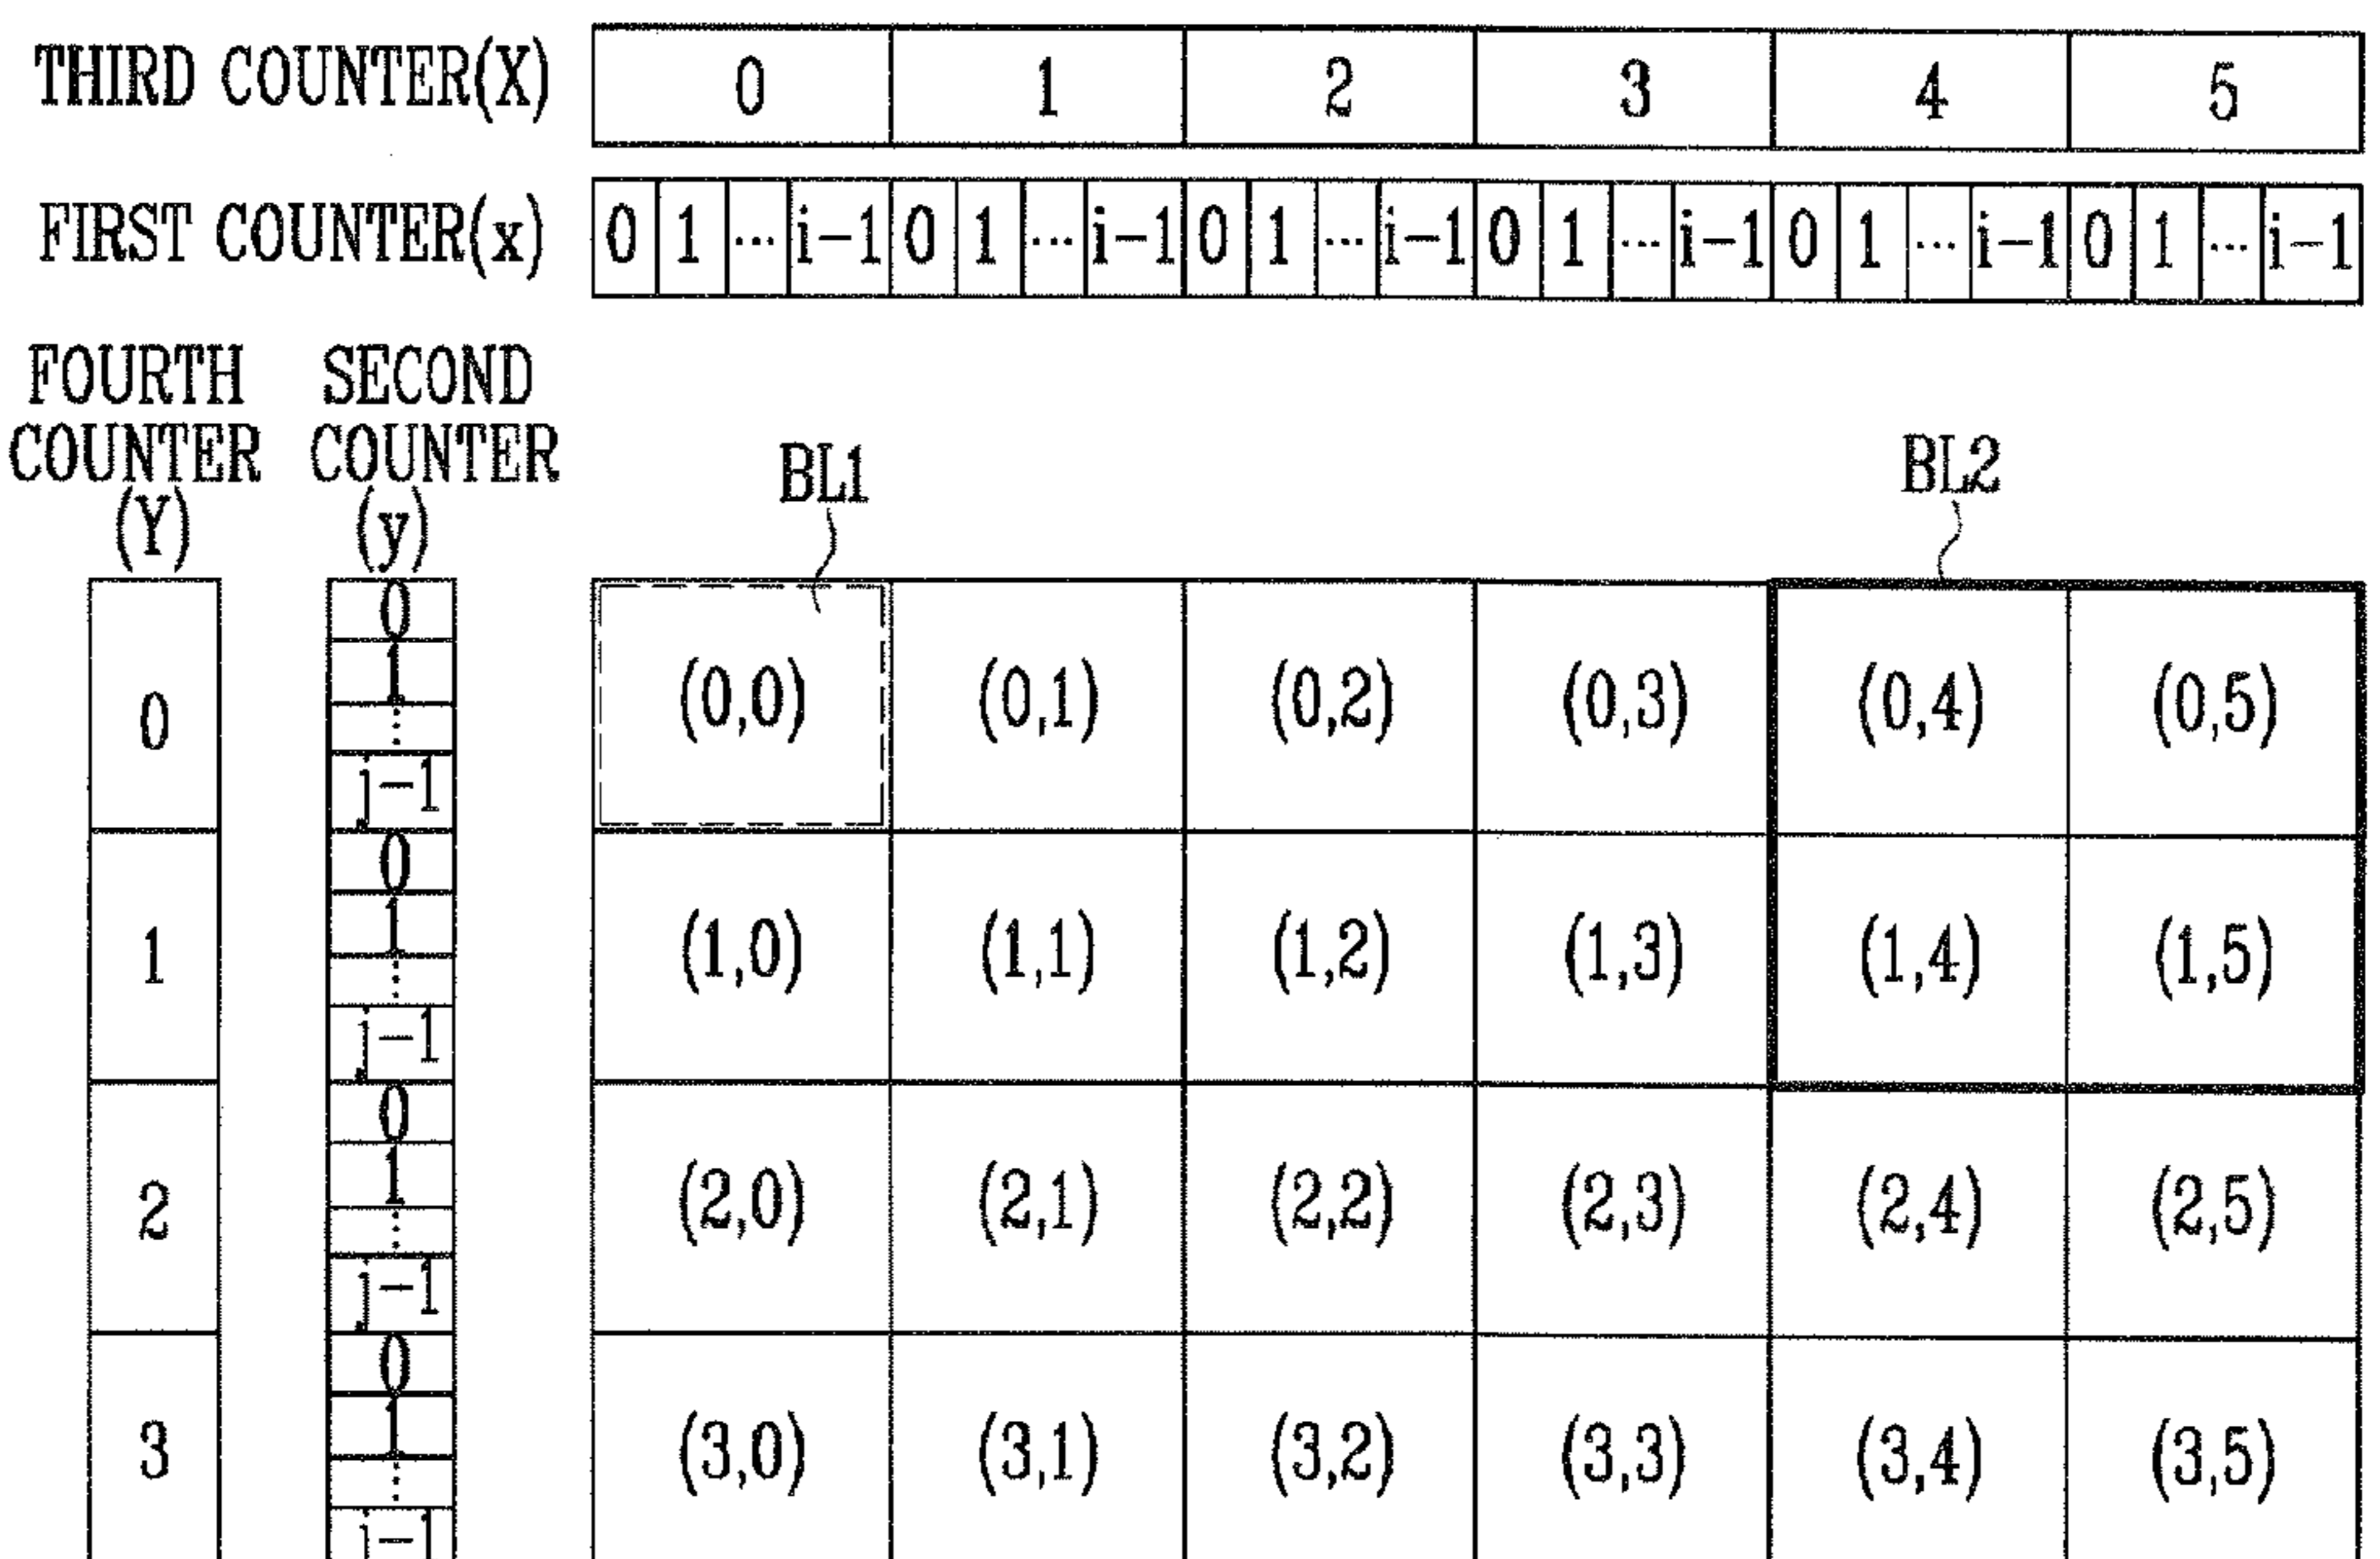 THIRD COUNTER(X) 0 1 2 3 4 5
FIRST COUNTER(x) 0 1 ... i-1 0 1 ... i-1 0 1 ... i-1 0 1 ... i-1 0 1 ... i-1 0 1 ... i-1
FOURTH COUNTER (Y)
SECOND COUNTER (y)
BL1 BL2
0
0
1
⋮
j-1
(0,0) (0,1) (0,2) (0,3) (0,4) (0,5)
1
0
1
⋮
j-1
(1,0) (1,1) (1,2) (1,3) (1,4) (1,5)
2
0
1
⋮
j-1
(2,0) (2,1) (2,2) (2,3) (2,4) (2,5)
3
0
1
⋮
j-1
(3,0) (3,1) (3,2) (3,3) (3,4) (3,5)